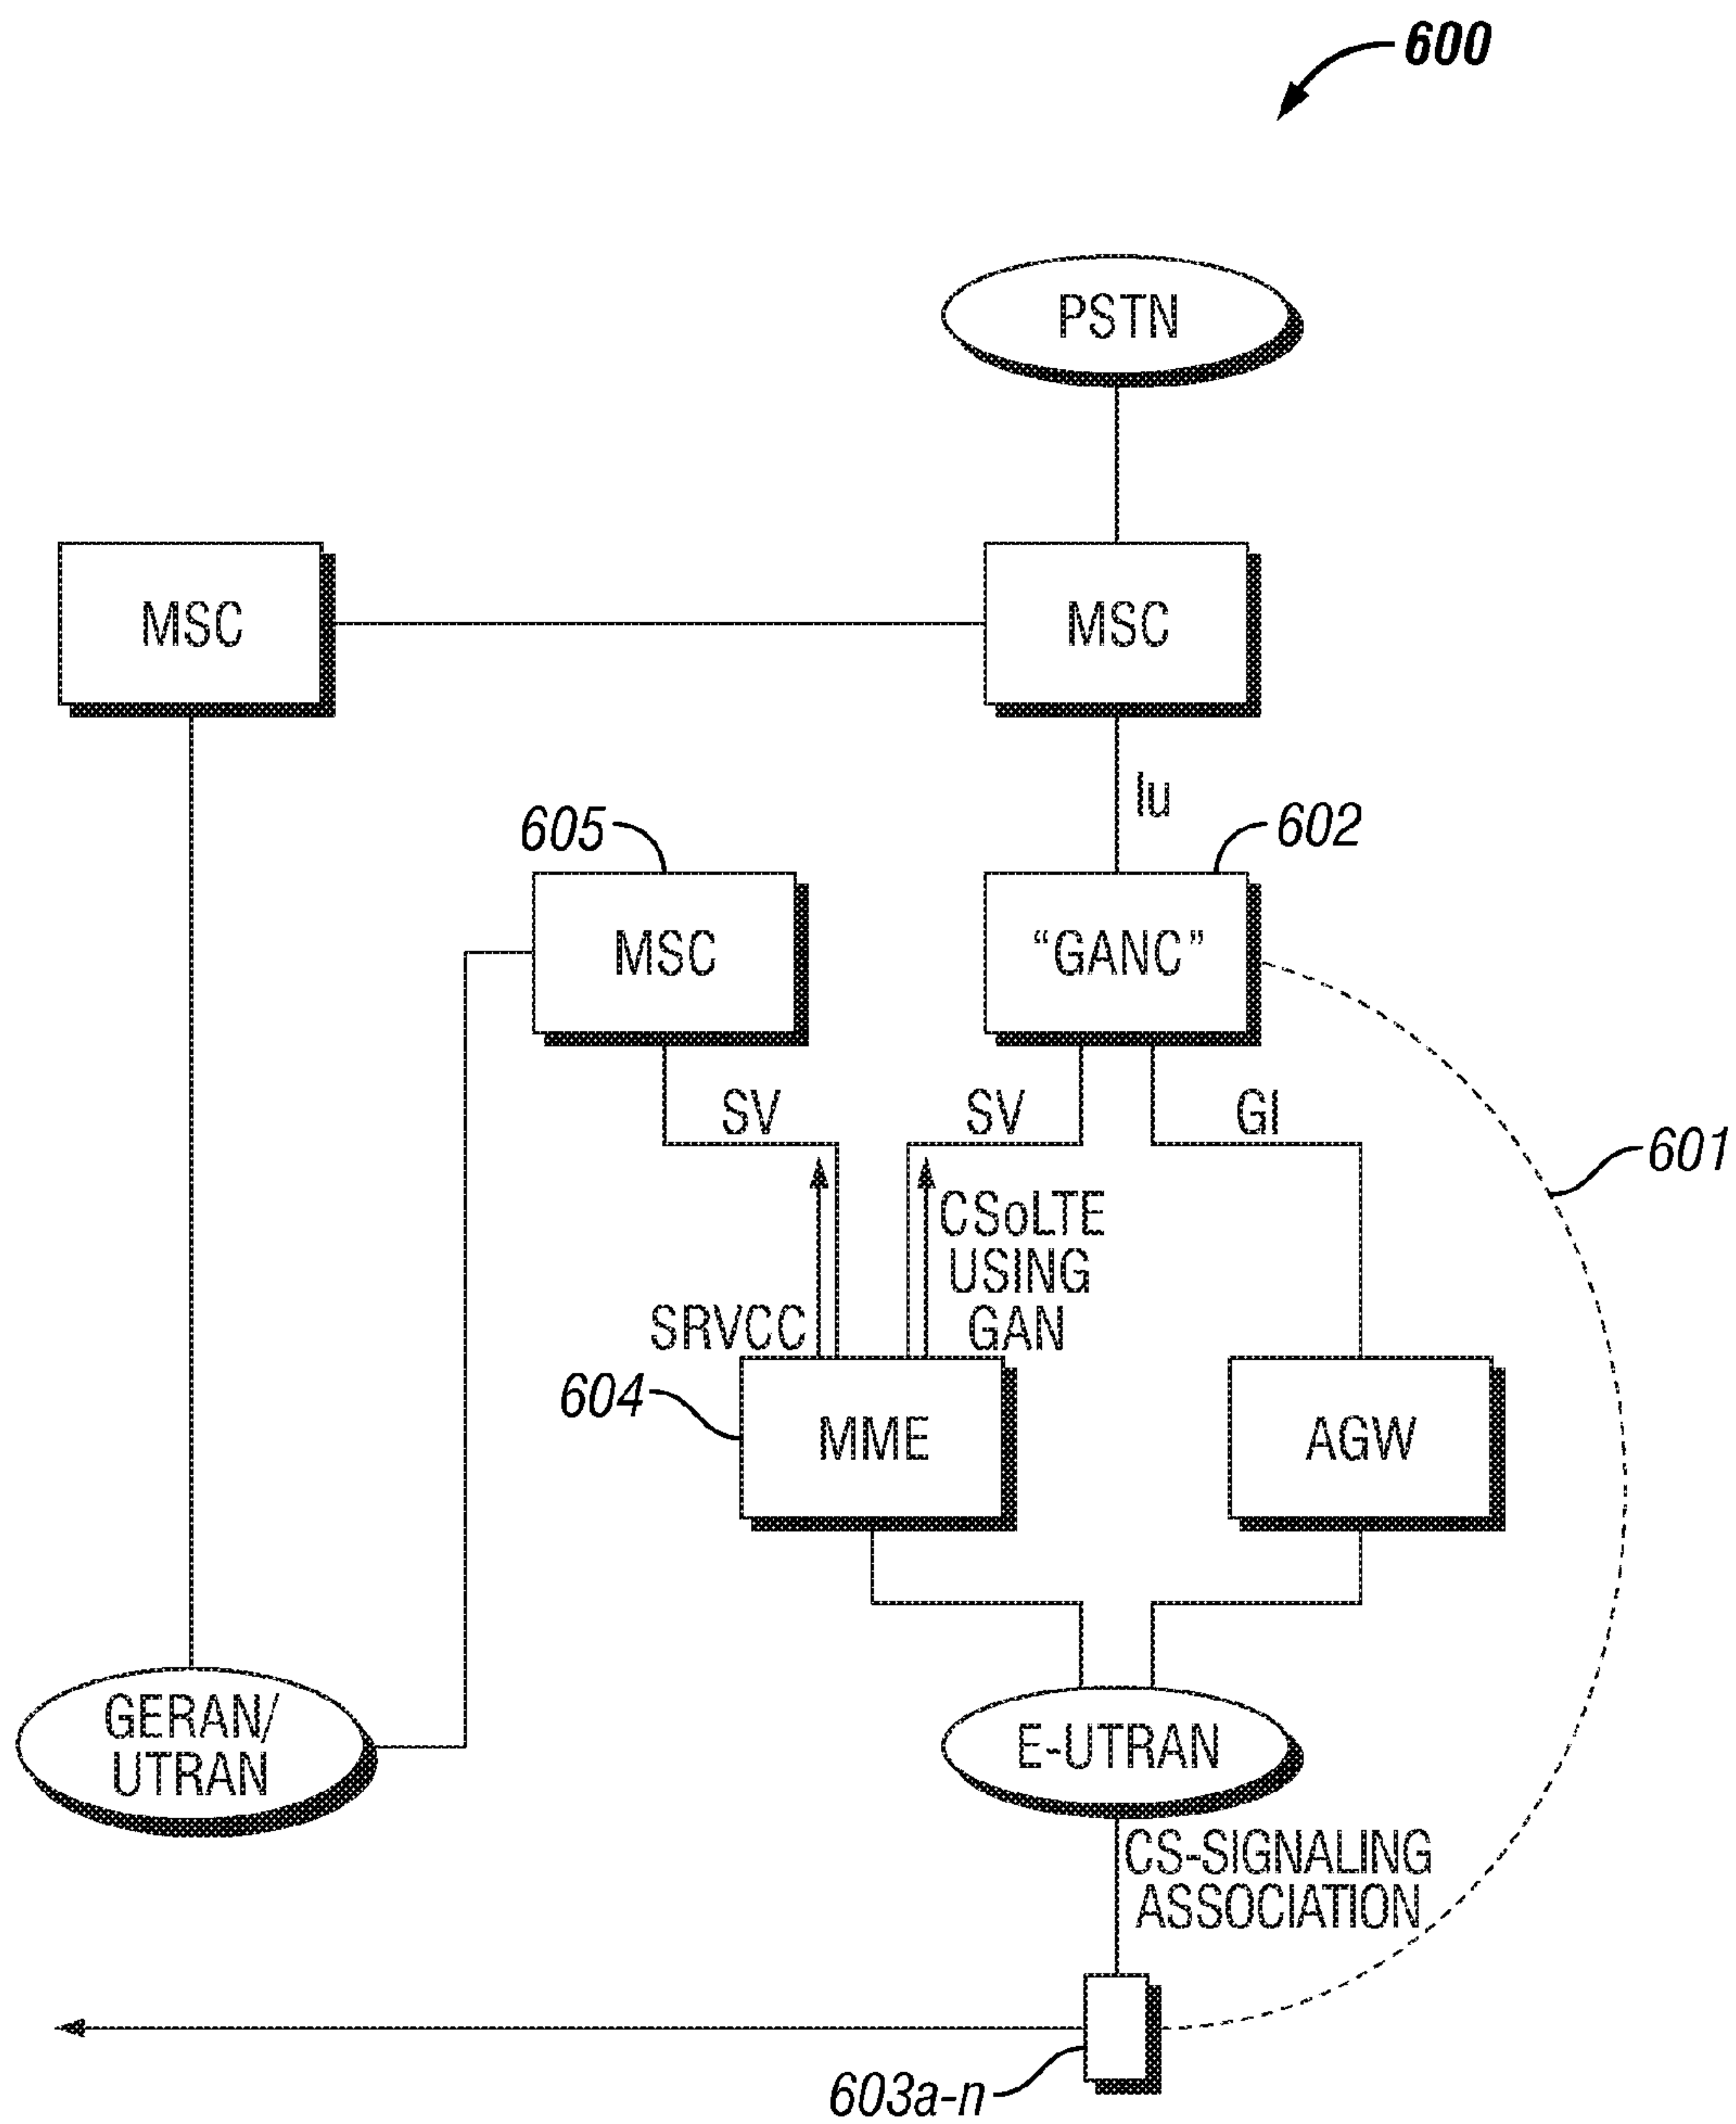 600
PSTN
MSC
MSC
Iu
605
602
MSC
“GANC”
SV
SV
GI
601
CSoLTE
USING
GAN
SRVCC
604
MME
AGW
GERAN/
UTRAN
E-UTRAN
CS-SIGNALING
ASSOCIATION
603a-n